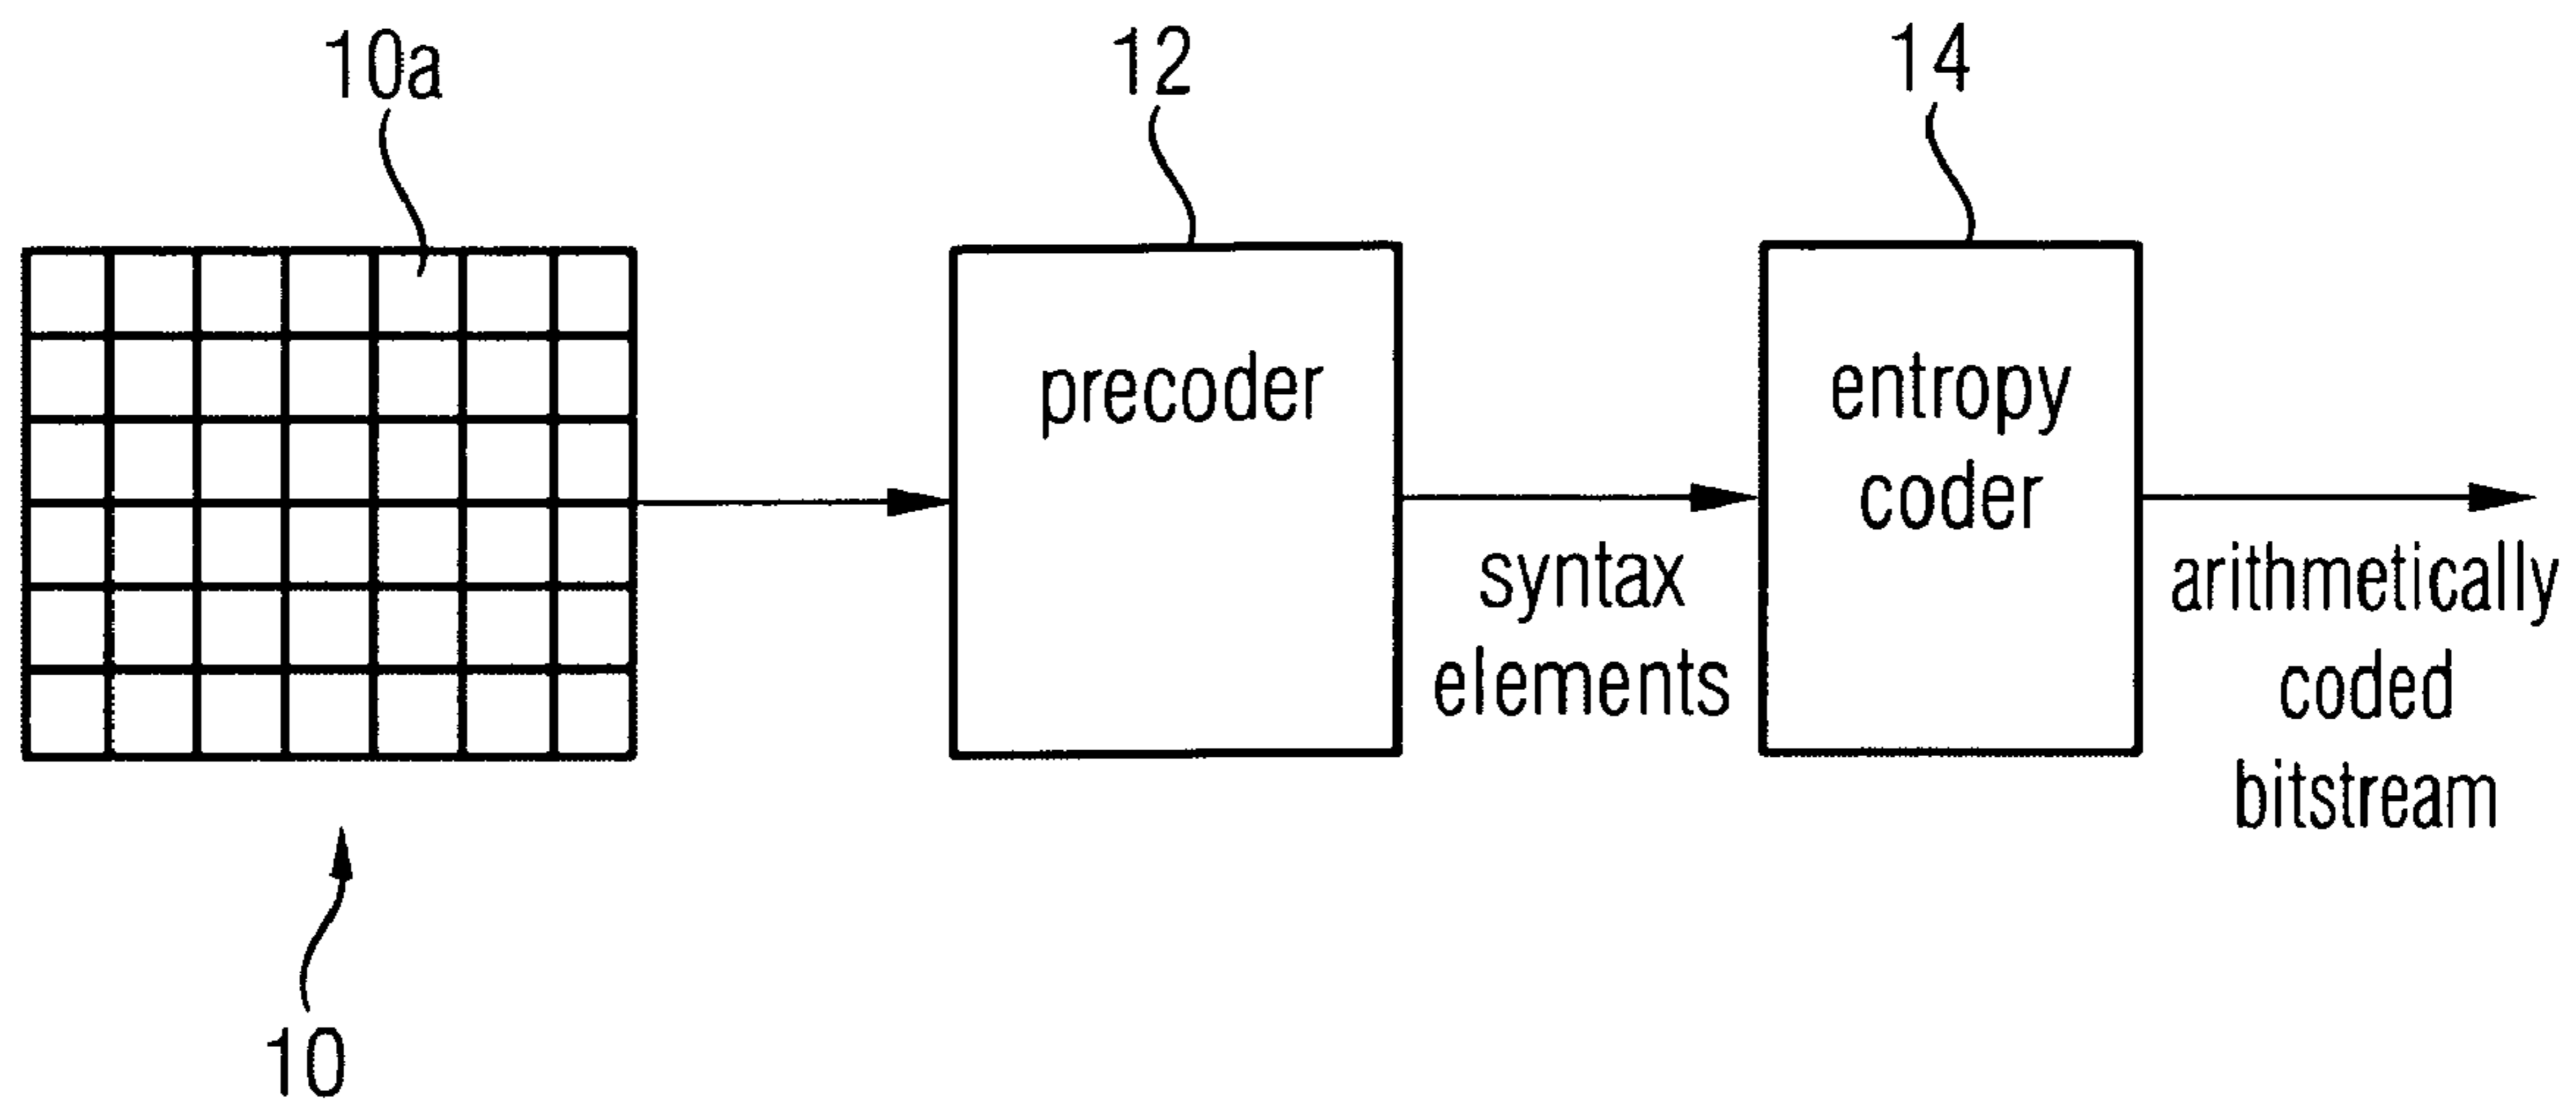 10a
12
14
precoder
entropy
coder
syntax
elements
arithmetically
coded
bitstream
10